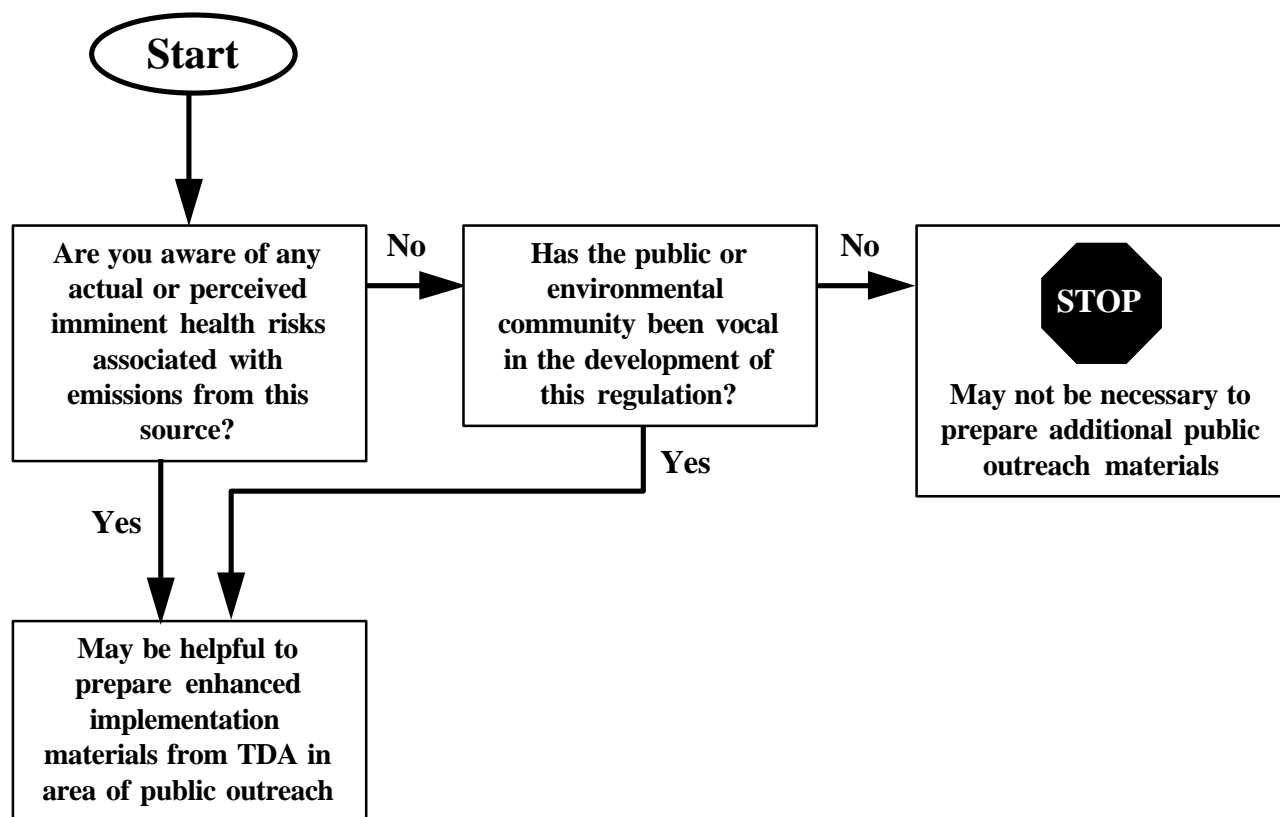 Start
Are you aware of any
actual or perceived
imminent health risks
associated with
emissions from this
source?
No
Has the public or
environmental
community been vocal
in the development of
this regulation?
No
STOP
May not be necessary to
prepare additional public
outreach materials
Yes
Yes
May be helpful to
prepare enhanced
implementation
materials from TDA in
area of public outreach